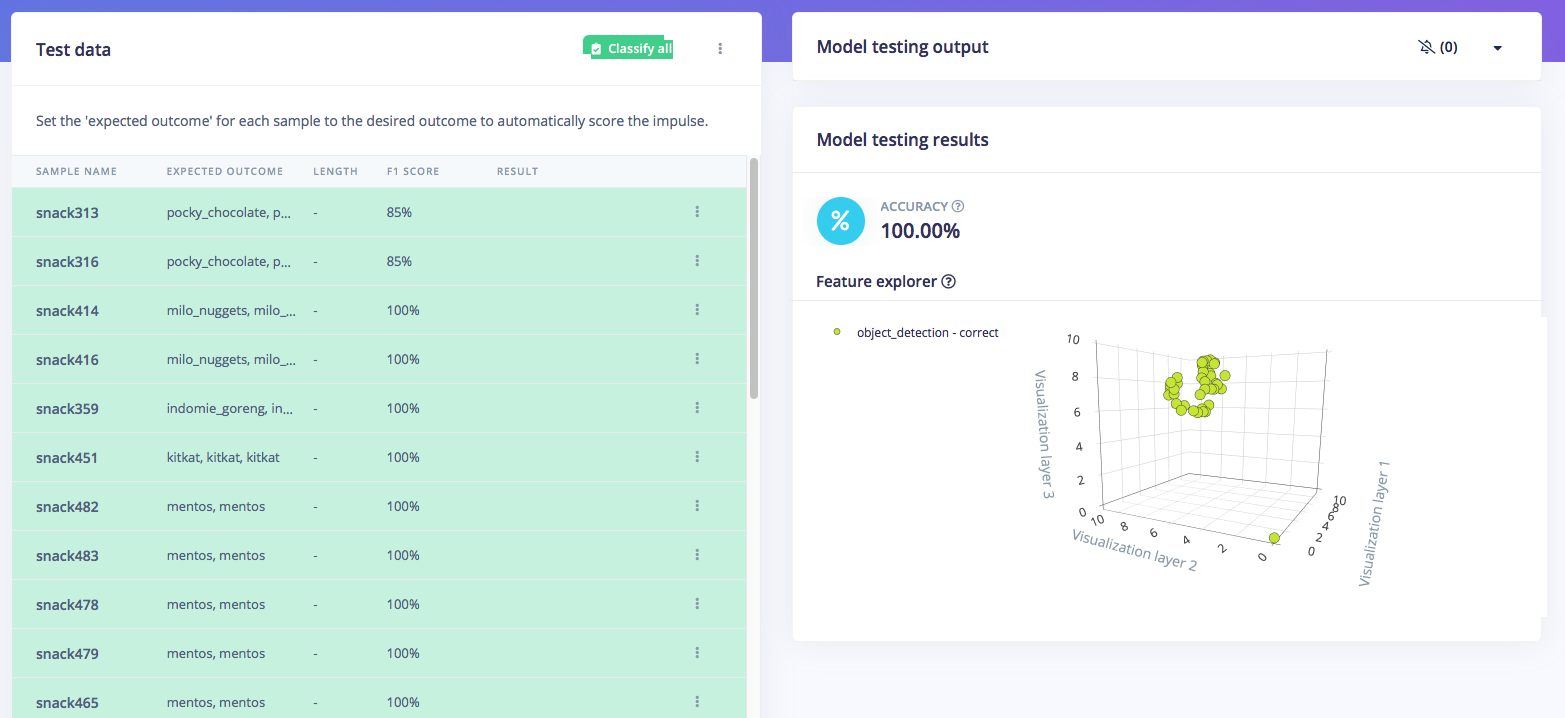 Test data
Classify all
Set the 'expected outcome' for each sample to the desired outcome to automatically score the impulse.
SAMPLE NAME EXPECTED OUTCOME LENGTH F1 SCORE RESULT
snack313 pocky_chocolate, p... - 85%
snack316 pocky_chocolate, p... - 85%
snack414 milo_nuggets, milo_... - 100%
snack416 milo_nuggets, milo_... - 100%
snack359 indomie_goreng, in... - 100%
snack451 kitkat, kitkat, kitkat - 100%
snack482 mentos, mentos - 100%
snack483 mentos, mentos - 100%
snack478 mentos, mentos - 100%
snack479 mentos, mentos - 100%
snack465 mentos, mentos - 100%
Model testing output
(0)
Model testing results
%
ACCURACY ?
100.00%
Feature explorer ?
object_detection - correct
10
8
6
4
2
0
Visualization layer 3
10
8
6
4
2
0
Visualization layer 2
10
8
6
4
2
0
Visualization layer 1